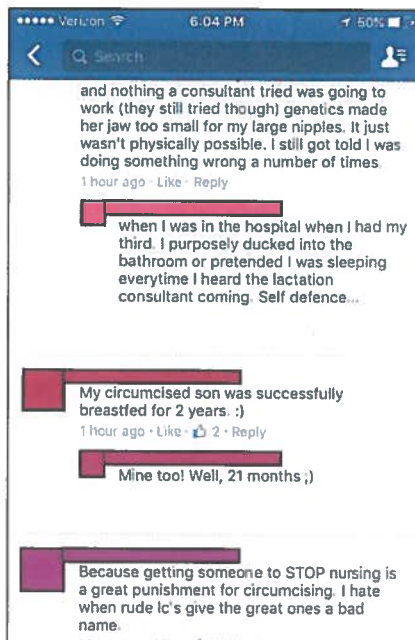 Verizon 6:04 PM 50%
Search
and nothing a consultant tried was going to
work (they still tried though) genetics made
her jaw too small for my large nipples. It just
wasn't physically possible. I still got told I was
doing something wrong a number of times.
1 hour ago · Like · Reply
when I was in the hospital when I had my
third. I purposely ducked into the
bathroom or pretended I was sleeping
everytime I heard the lactation
consultant coming. Self defence...
My circumcised son was successfully
breastfed for 2 years. :)
1 hour ago · Like · 2 · Reply
Mine too! Well, 21 months ;)
Because getting someone to STOP nursing is
a great punishment for circumcising. I hate
when rude lc's give the great ones a bad
name.